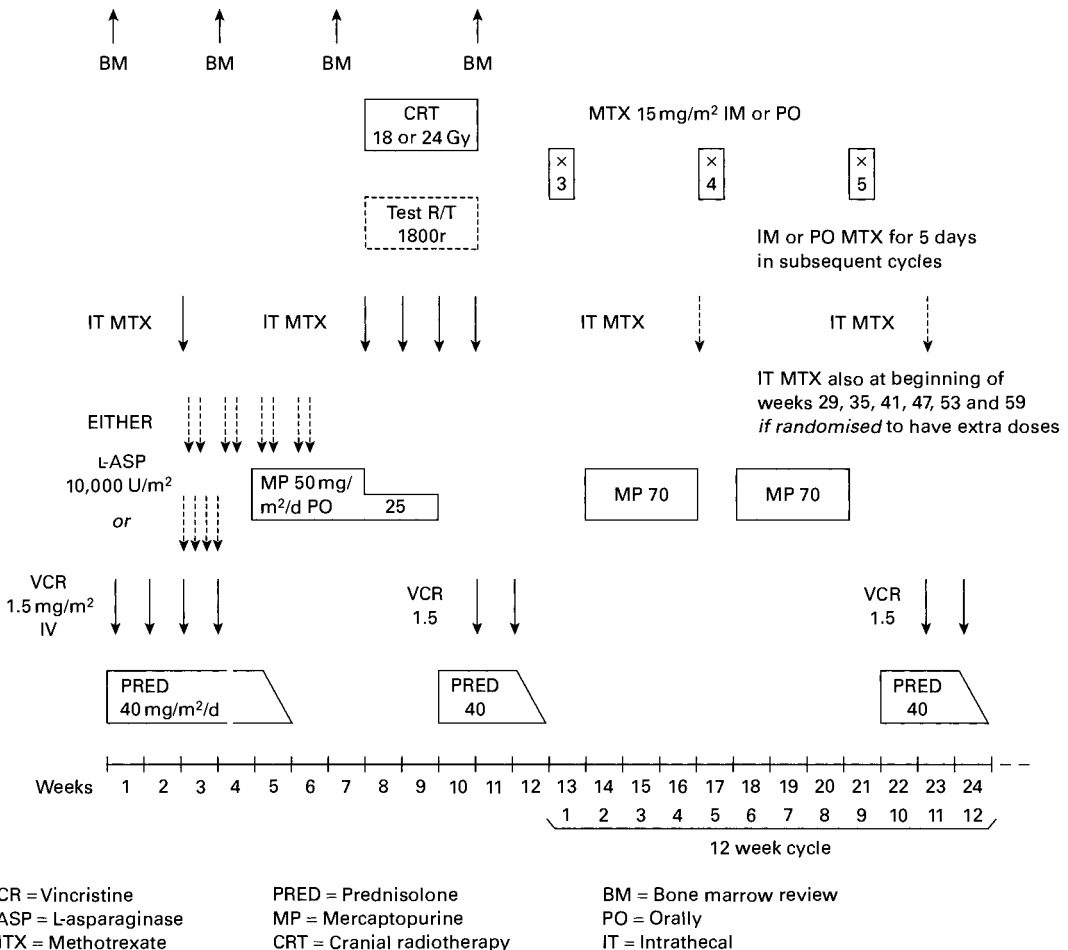 BM BM BM BM
CRT
18 or 24 Gy
MTX 15 mg/m² IM or PO
×
3
×
4
×
5
Test R/T
1800r
IM or PO MTX for 5 days
in subsequent cycles
IT MTX IT MTX IT MTX IT MTX
IT MTX also at beginning of
weeks 29, 35, 41, 47, 53 and 59
if randomised to have extra doses
EITHER
L-ASP
10,000 U/m²
or
MP 50 mg/
m²/d PO 25
MP 70 MP 70
VCR
1.5 mg/m²
IV
VCR
1.5
VCR
1.5
PRED
40 mg/m²/d
PRED
40
PRED
40
Weeks 1 2 3 4 5 6 7 8 9 10 11 12 13 14 15 16 17 18 19 20 21 22 23 24
1 2 3 4 5 6 7 8 9 10 11 12
12 week cycle
CR = Vincristine PRED = Prednisolone BM = Bone marrow review
ASP = L-asparaginase MP = Mercaptopurine PO = Orally
TX = Methotrexate CRT = Cranial radiotherapy IT = Intrathecal